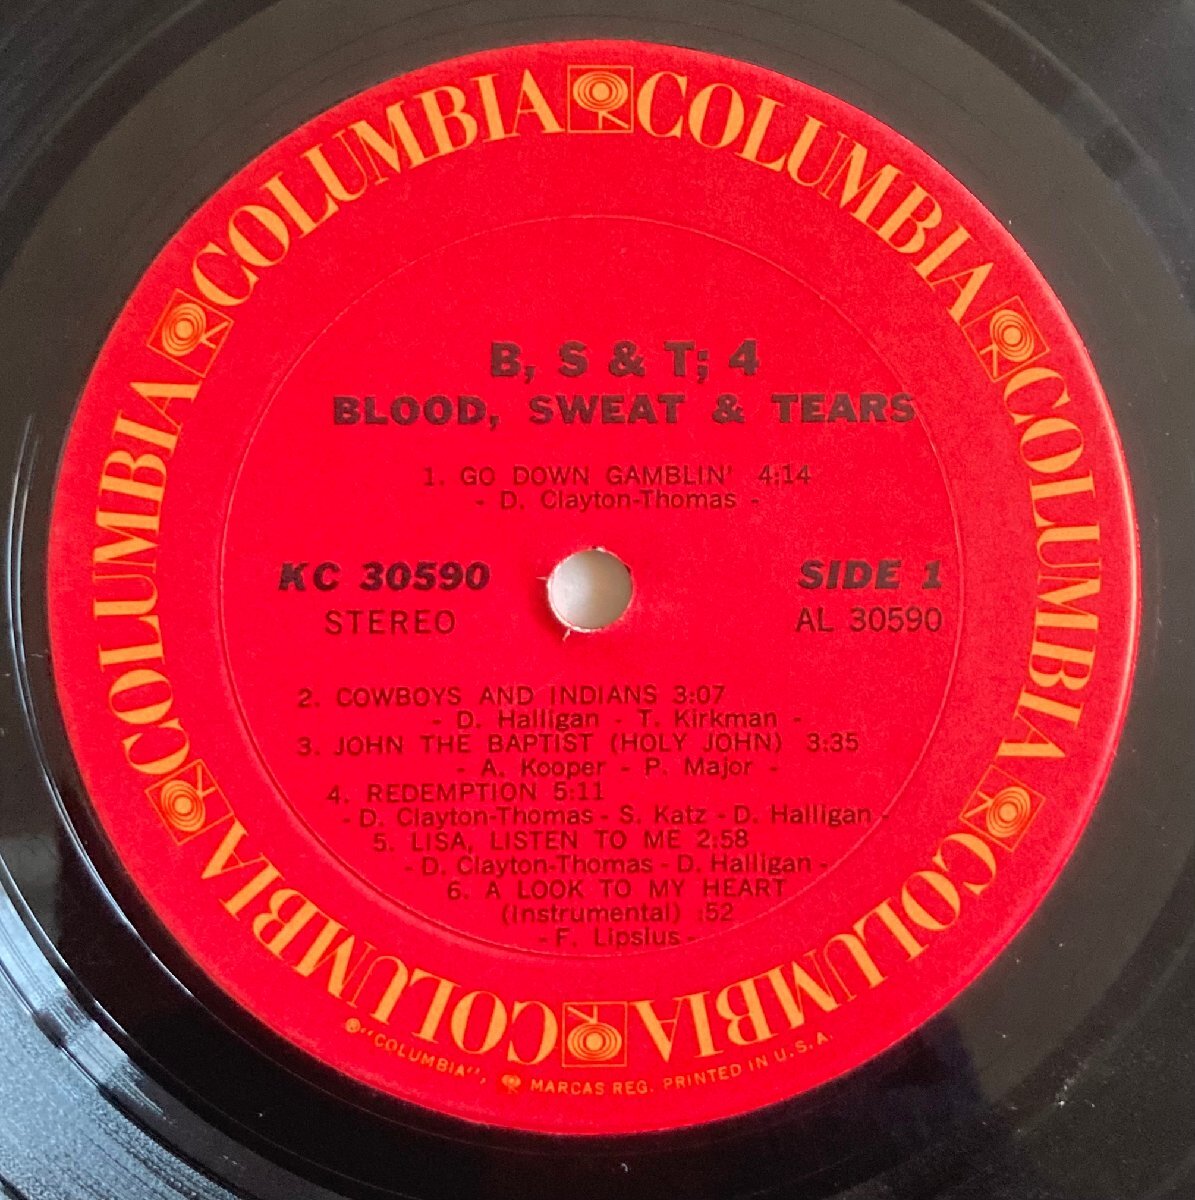 COLUMBIA COLUMBIA COLUMBIA COLUMBIA COLUMBIA COLUMBIA
B, S & T; 4
BLOOD, SWEAT & TEARS
1. GO DOWN GAMBLIN' 4:14
- D. Clayton-Thomas -
KC 30590
STEREO
SIDE 1
AL 30590
2. COWBOYS AND INDIANS 3:07
- D. Halligan - T. Kirkman -
3. JOHN THE BAPTIST (HOLY JOHN) 3:35
- A. Kooper - P. Major -
4. REDEMPTION 5:11
- D. Clayton-Thomas - S. Katz - D. Halligan -
5. LISA, LISTEN TO ME 2:58
- D. Clayton-Thomas - D. Halligan -
6. A LOOK TO MY HEART
(Instrumental) :52
- F. Lipsius -
®"COLUMBIA", MARCAS REG. PRINTED IN U.S.A.